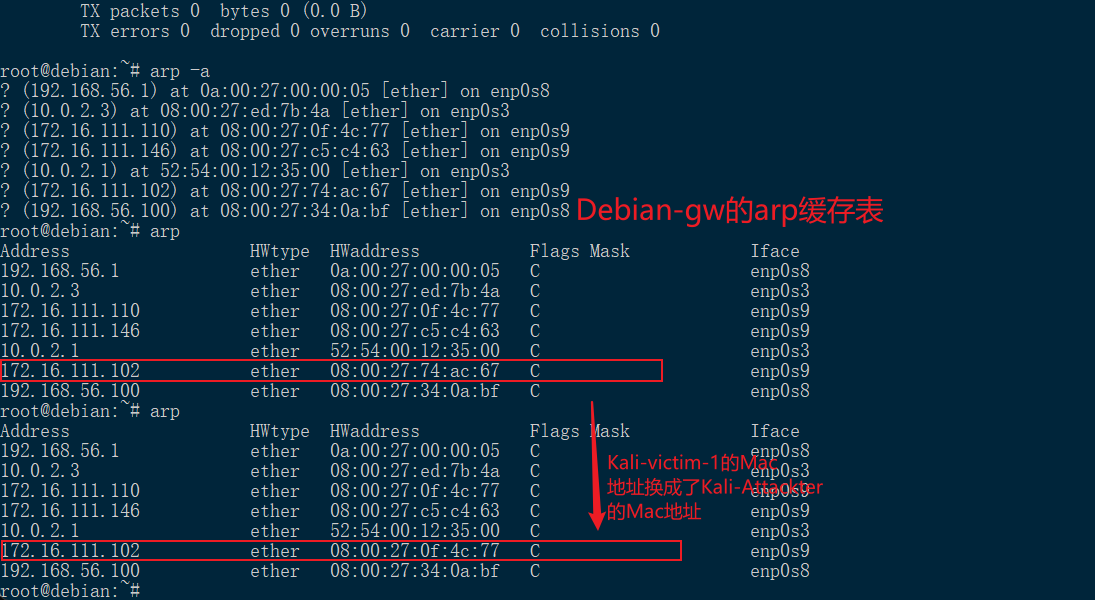 TX packets 0  bytes 0 (0.0 B)
TX errors 0  dropped 0 overruns 0  carrier 0  collisions 0
root@debian:~# arp -a
? (192.168.56.1) at 0a:00:27:00:00:05 [ether] on enp0s8
? (10.0.2.3) at 08:00:27:ed:7b:4a [ether] on enp0s3
? (172.16.111.110) at 08:00:27:0f:4c:77 [ether] on enp0s9
? (172.16.111.146) at 08:00:27:c5:c4:63 [ether] on enp0s9
? (10.0.2.1) at 52:54:00:12:35:00 [ether] on enp0s3
? (172.16.111.102) at 08:00:27:74:ac:67 [ether] on enp0s9
? (192.168.56.100) at 08:00:27:34:0a:bf [ether] on enp0s8
Debian-gw的arp缓存表
root@debian:~# arp
Address HWtype HWaddress Flags Mask Iface
192.168.56.1 ether 0a:00:27:00:00:05 C enp0s8
10.0.2.3 ether 08:00:27:ed:7b:4a C enp0s3
172.16.111.110 ether 08:00:27:0f:4c:77 C enp0s9
172.16.111.146 ether 08:00:27:c5:c4:63 C enp0s9
10.0.2.1 ether 52:54:00:12:35:00 C enp0s3
172.16.111.102 ether 08:00:27:74:ac:67 C enp0s9
192.168.56.100 ether 08:00:27:34:0a:bf C enp0s8
root@debian:~# arp
Address HWtype HWaddress Flags Mask Iface
192.168.56.1 ether 0a:00:27:00:00:05 C enp0s8
10.0.2.3 ether 08:00:27:ed:7b:4a C enp0s3
172.16.111.110 ether 08:00:27:0f:4c:77 C enp0s9
172.16.111.146 ether 08:00:27:c5:c4:63 C enp0s9
10.0.2.1 ether 52:54:00:12:35:00 C enp0s3
172.16.111.102 ether 08:00:27:0f:4c:77 C enp0s9
192.168.56.100 ether 08:00:27:34:0a:bf C enp0s8
Kali-victim-1的Mac
地址换成了Kali-Attackter
的Mac地址
root@debian:~#